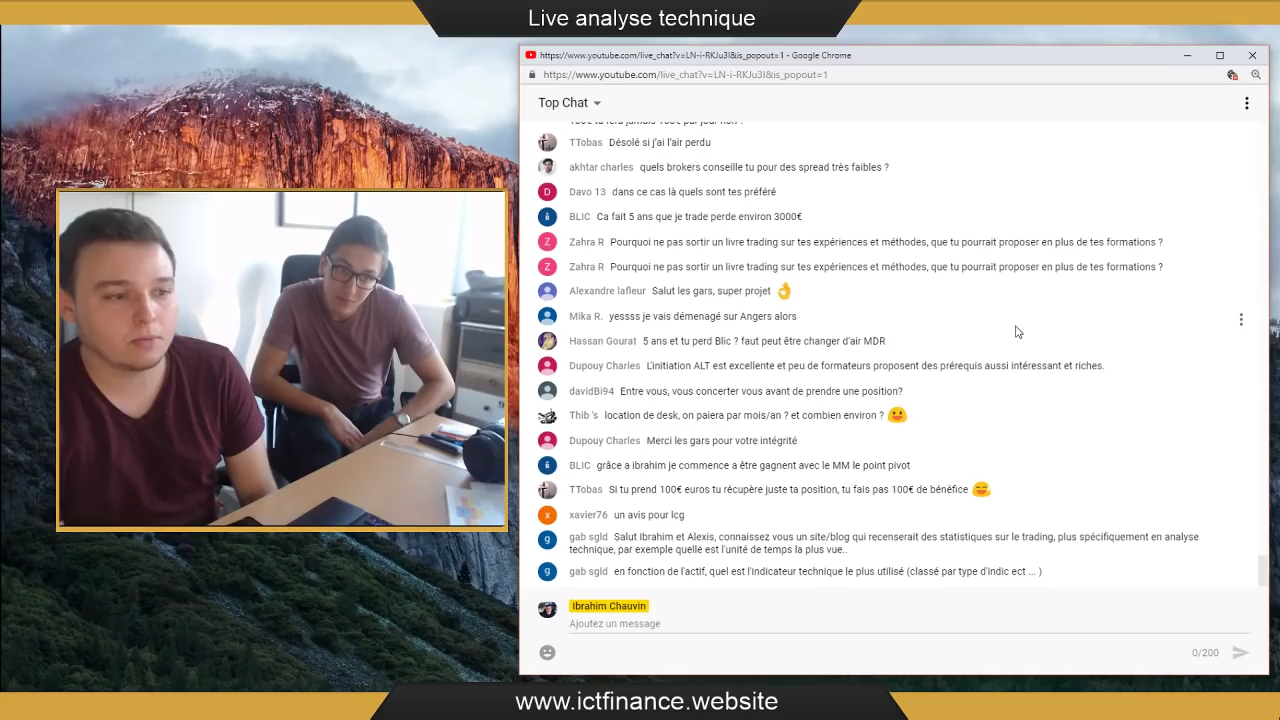 Live analyse technique
https://www.youtube.com/live_chat?v=LN-i-RKJu3I&is_popout=1 - Google Chrome
https://www.youtube.com/live_chat?v=LN-i-RKJu3I&is_popout=1
Top Chat
TTobas Désolé si j'ai l'air perdu
akhtar charles quels brokers conseille tu pour des spread très faibles ?
D Davo 13 dans ce cas là quels sont tes préféré
BLIC Ca fait 5 ans que je trade perde environ 3000€
Z Zahra R Pourquoi ne pas sortir un livre trading sur tes expériences et méthodes, que tu pourrait proposer en plus de tes formations ?
Z Zahra R Pourquoi ne pas sortir un livre trading sur tes expériences et méthodes, que tu pourrait proposer en plus de tes formations ?
Alexandre lafleur Salut les gars, super projet 👌
Mika R. yessss je vais démenagé sur Angers alors
Hassan Gourat 5 ans et tu perd Blic ? faut peut être changer d'air MDR
Dupouy Charles L'initiation ALT est excellente et peu de formateurs proposent des prérequis aussi intéressant et riches.
davidBi94 Entre vous, vous concerter vous avant de prendre une position?
Thib 's location de desk, on paiera par mois/an ? et combien environ ? 😀
Dupouy Charles Merci les gars pour votre intégrité
BLIC grâce a ibrahim je commence a être gagnent avec le MM le point pivot
TTobas Si tu prend 100€ euros tu récupère juste ta position, tu fais pas 100€ de bénéfice 😄
x xavier76 un avis pour lcg
g gab sgld Salut Ibrahim et Alexis, connaissez vous un site/blog qui recenserait des statistiques sur le trading, plus spécifiquement en analyse
technique, par exemple quelle est l'unité de temps la plus vue..
g gab sgld en fonction de l'actif, quel est l'indicateur technique le plus utilisé (classé par type d'indic ect ... )
Ibrahim Chauvin
Ajoutez un message
0/200
www.ictfinance.website